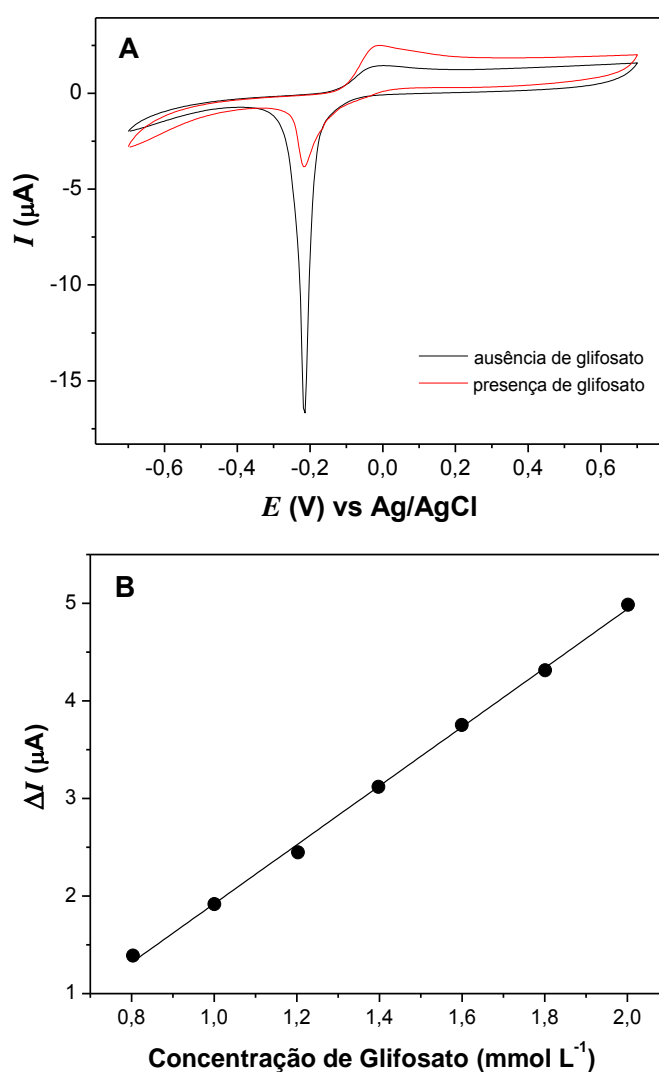 A
0
-5
-10
-15
I (μA)
ausência de glifosato
presença de glifosato
-0,6 -0,4 -0,2 0,0 0,2 0,4 0,6
E (V) vs Ag/AgCl
B
5
4
3
2
1
ΔI (μA)
0,8 1,0 1,2 1,4 1,6 1,8 2,0
Concentração de Glifosato (mmol L⁻¹)